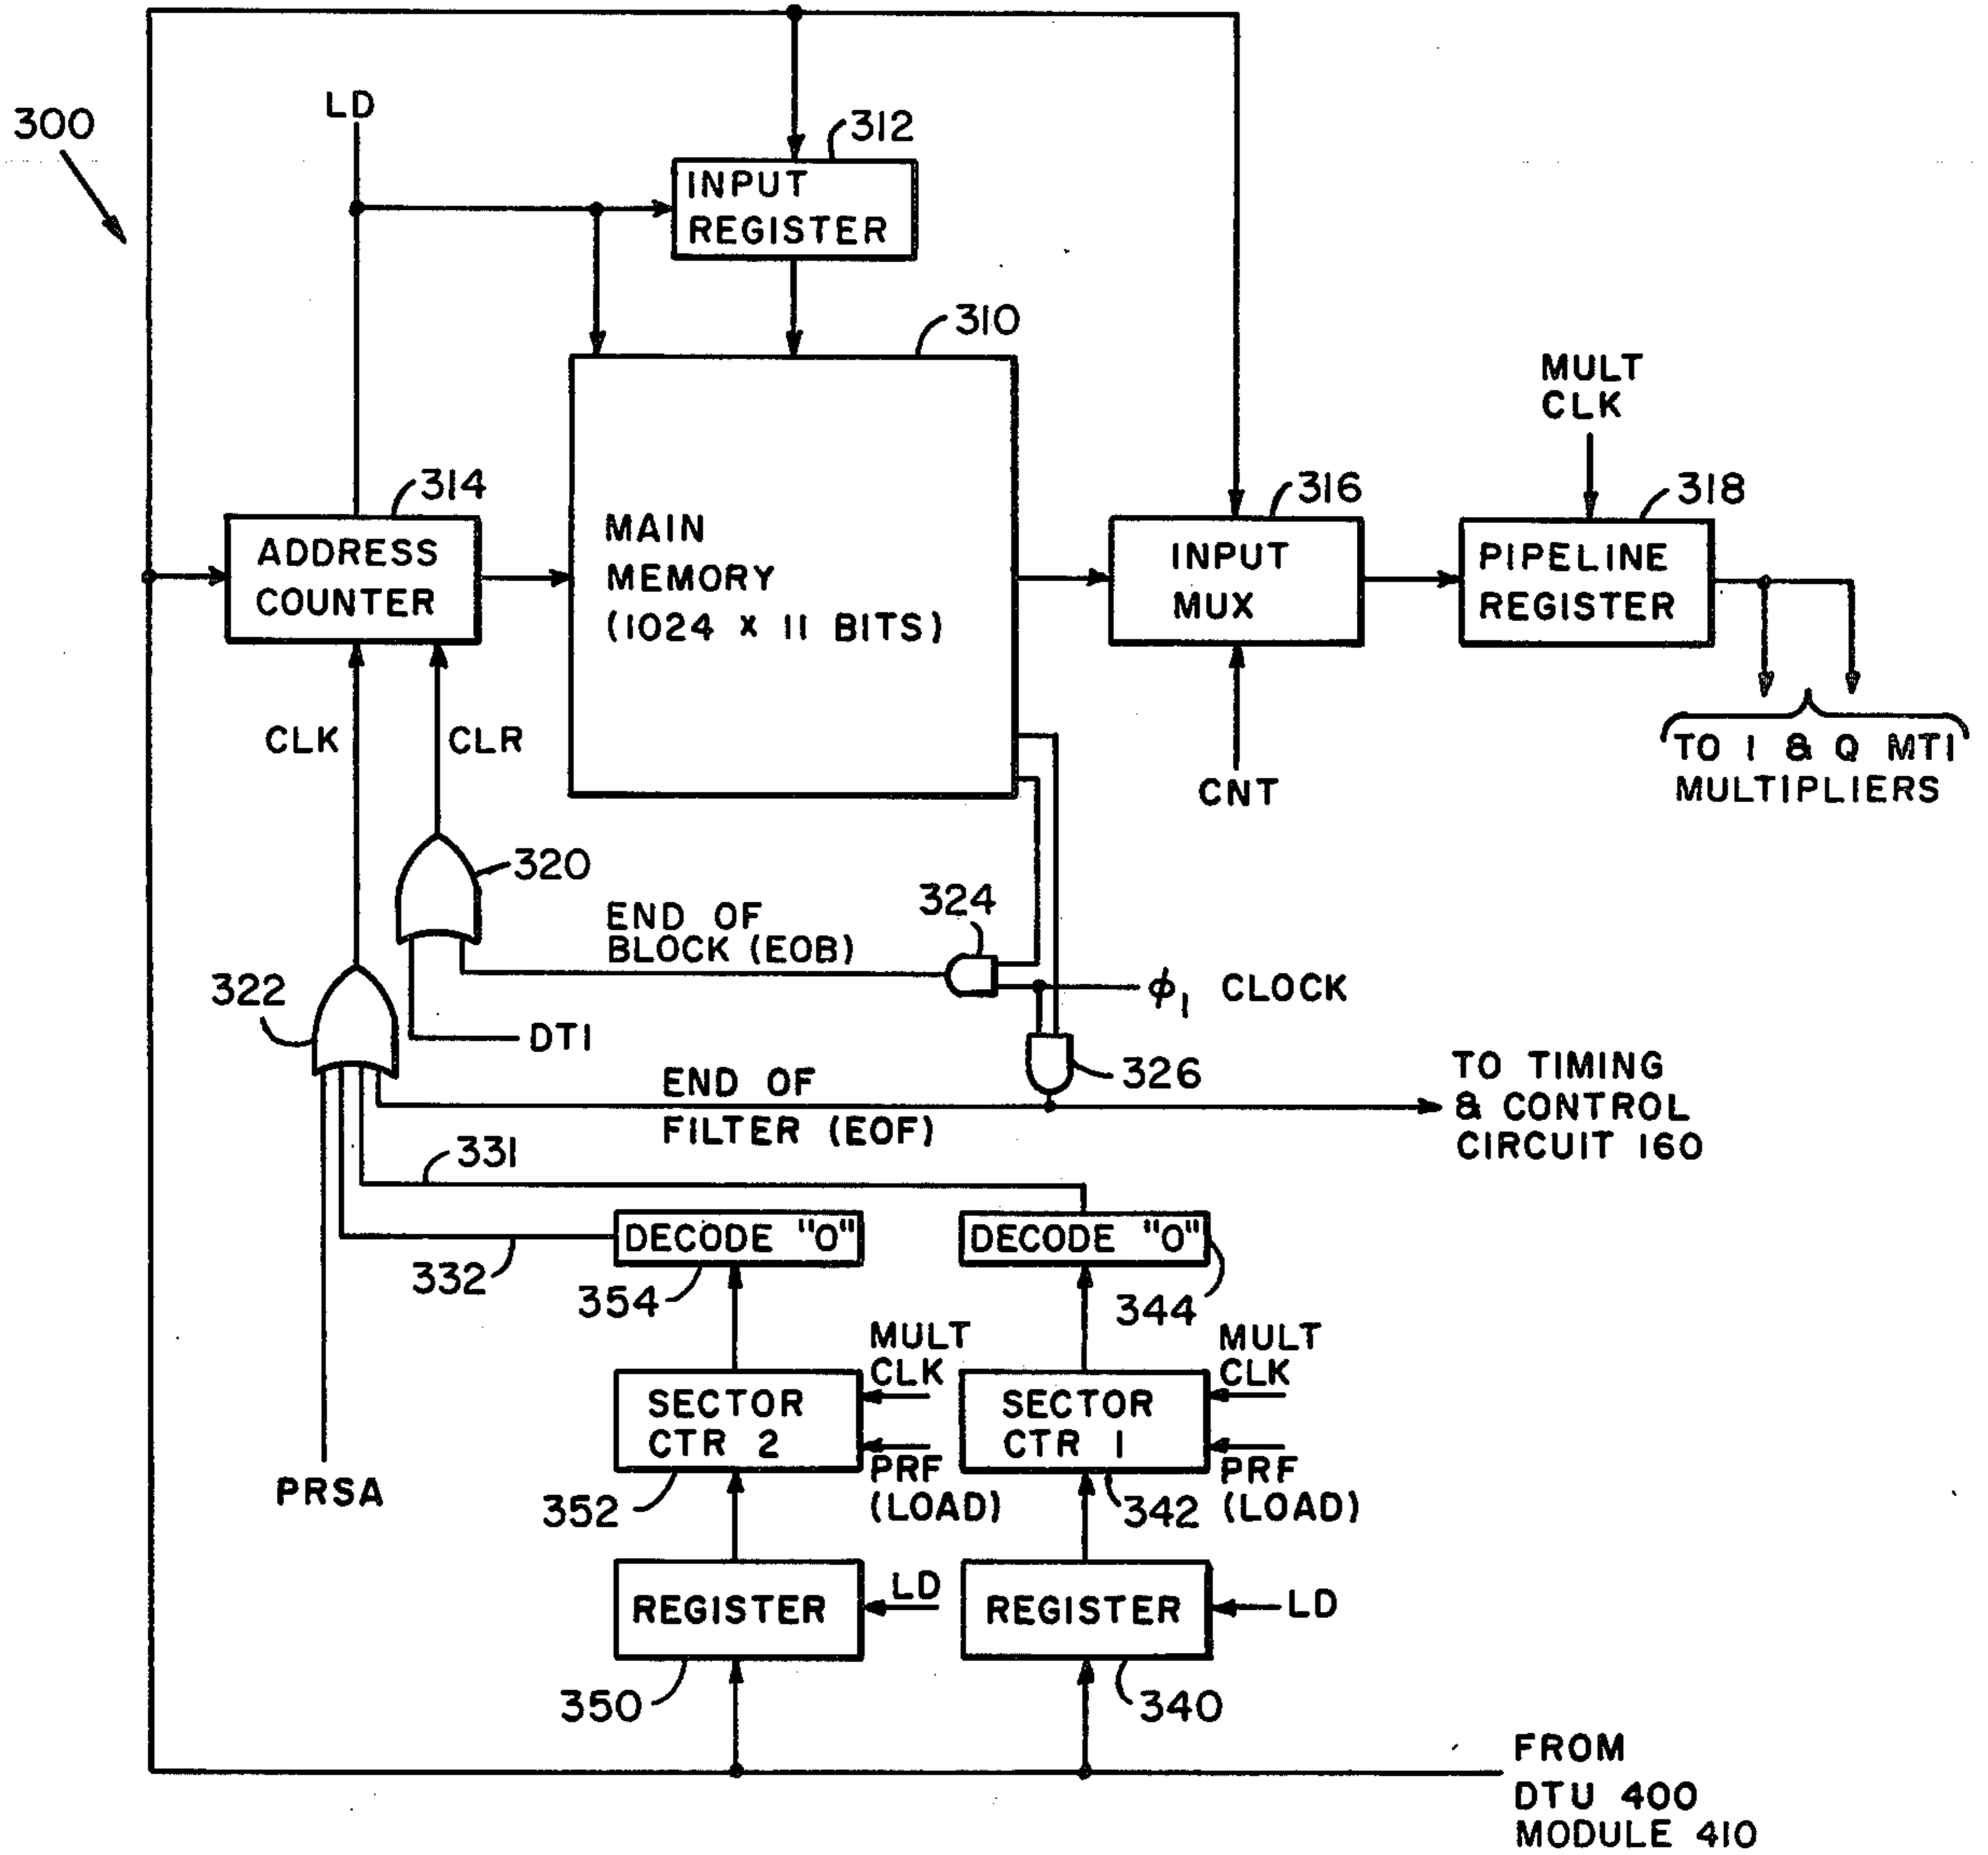 LD
300
312
INPUT
REGISTER
310
MULT
CLK
314
316
318
ADDRESS
COUNTER
MAIN
MEMORY
(1024 x 11 BITS)
INPUT
MUX
PIPELINE
REGISTER
CLK
CLR
CNT
TO I & Q MTI
MULTIPLIERS
320
324
END OF
BLOCK (EOB)
322
ϕ1 CLOCK
DTI
326
END OF
FILTER (EOF)
TO TIMING
& CONTROL
CIRCUIT 160
331
DECODE "O"
DECODE "O"
332
354
344
MULT
CLK
MULT
CLK
SECTOR
CTR 2
SECTOR
CTR 1
PRF
(LOAD)
PRF
(LOAD)
PRSA
352
342
REGISTER
LD
REGISTER
LD
350
340
FROM
DTU 400
MODULE 410